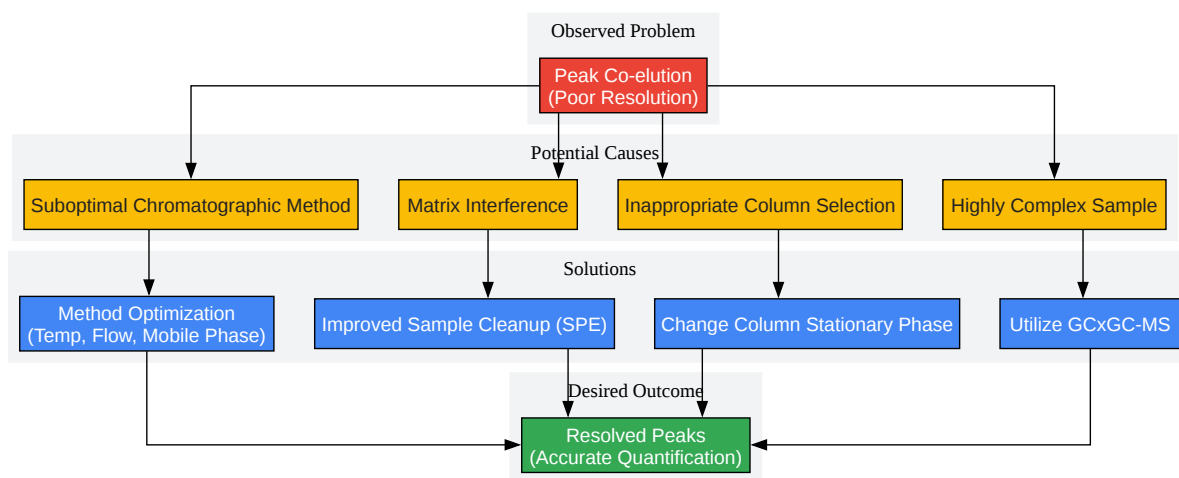 Observed Problem
Peak Co-elution
(Poor Resolution)
Potential Causes
Suboptimal Chromatographic Method
Matrix Interference
Inappropriate Column Selection
Highly Complex Sample
Solutions
Method Optimization
(Temp, Flow, Mobile Phase)
Improved Sample Cleanup (SPE)
Change Column Stationary Phase
Utilize GCxGC-MS
Desired Outcome
Resolved Peaks
(Accurate Quantification)